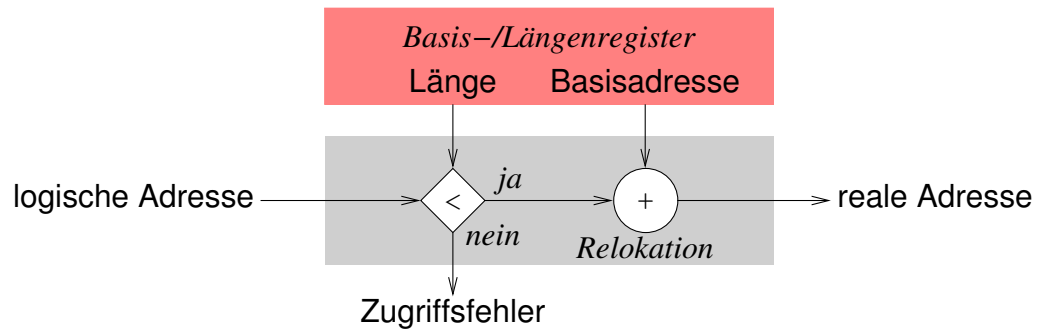 Basis-/Längenregister
Länge Basisadresse
ja
logische Adresse < + reale Adresse
nein
Relokation
Zugriffsfehler